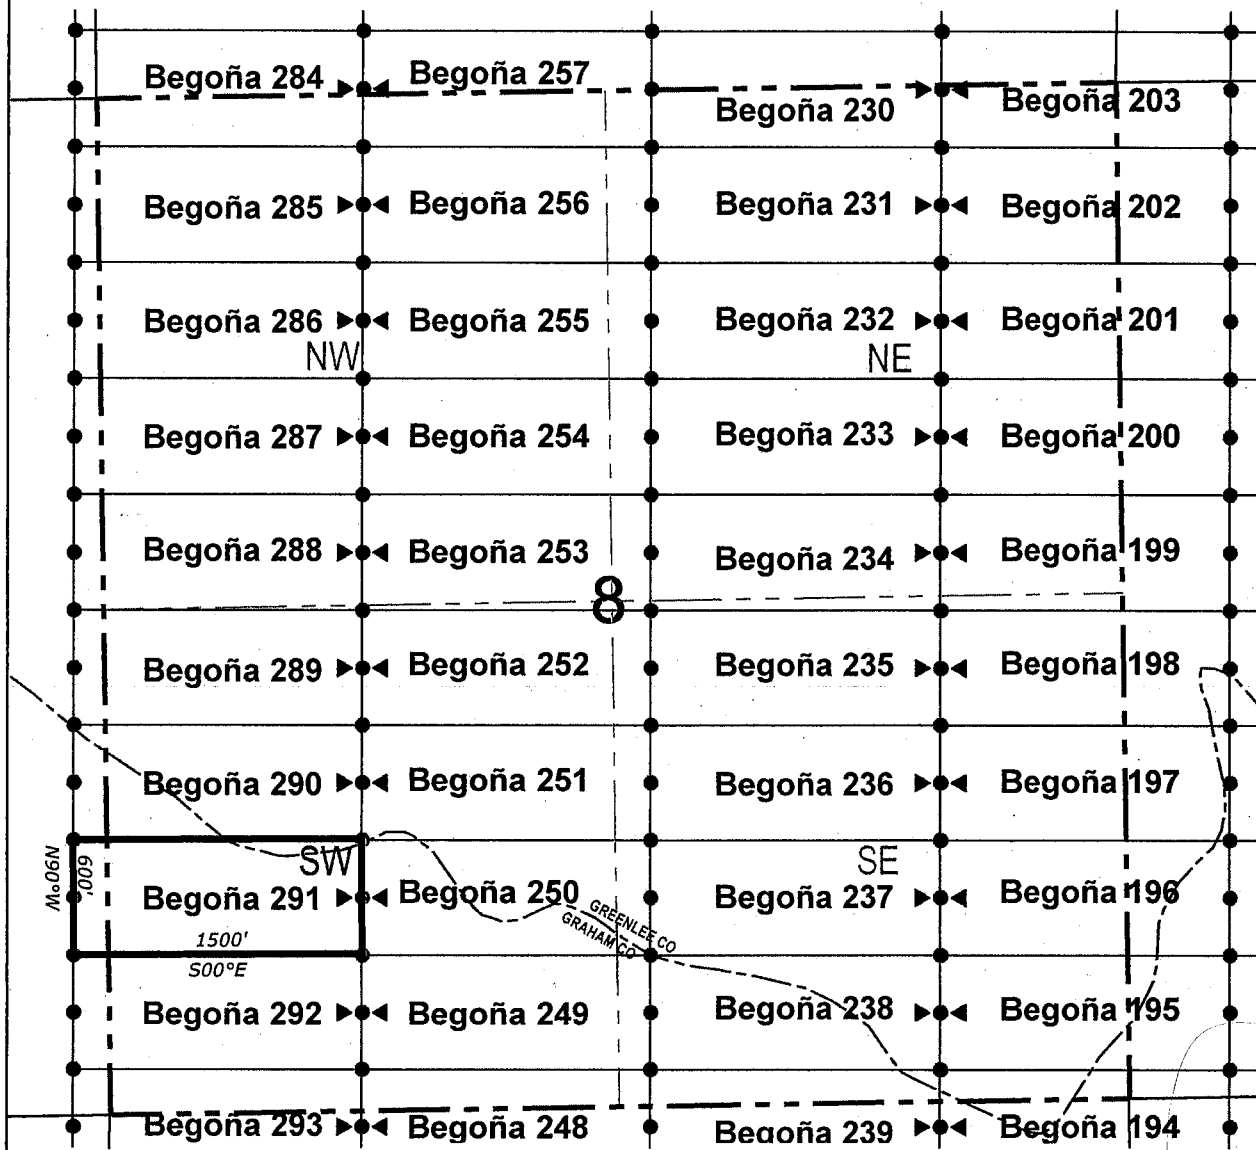 Begoña 284 Begoña 257 Begoña 230 Begoña 203
Begoña 285 Begoña 256 Begoña 231 Begoña 202
Begoña 286 Begoña 255 Begoña 232 Begoña 201
NW NE
Begoña 287 Begoña 254 Begoña 233 Begoña 200
Begoña 288 Begoña 253 Begoña 234 Begoña 199
8
Begoña 289 Begoña 252 Begoña 235 Begoña 198
Begoña 290 Begoña 251 Begoña 236 Begoña 197
SW SE
N90°W
600'
Begoña 291 Begoña 250 Begoña 237 Begoña 196
GREENLEE CO
GRAHAM CO
1500'
S00°E
Begoña 292 Begoña 249 Begoña 238 Begoña 195
Begoña 293 Begoña 248 Begoña 239 Begoña 194